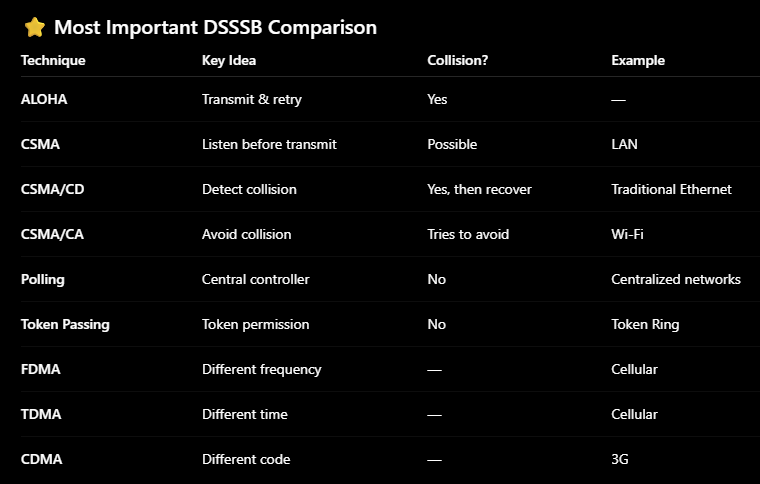 ⭐ Most Important DSSSB Comparison
Technique Key Idea Collision? Example
ALOHA Transmit & retry Yes —
CSMA Listen before transmit Possible LAN
CSMA/CD Detect collision Yes, then recover Traditional Ethernet
CSMA/CA Avoid collision Tries to avoid Wi-Fi
Polling Central controller No Centralized networks
Token Passing Token permission No Token Ring
FDMA Different frequency — Cellular
TDMA Different time — Cellular
CDMA Different code — 3G